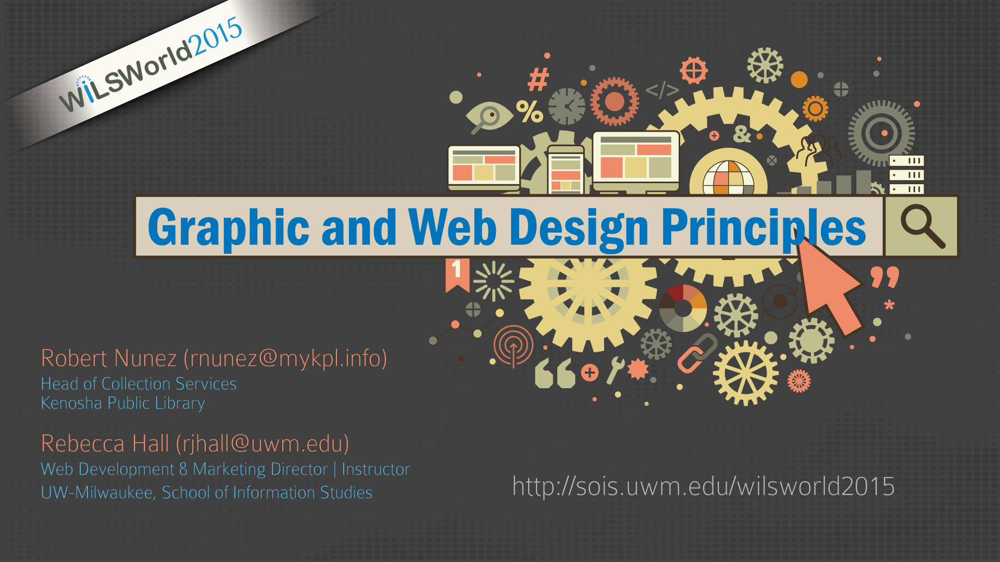 WiLSWorld2015
#
%
</>
&
Graphic and Web Design Principles
1
”
*
“
Robert Nunez (rnunez@mykpl.info)
Head of Collection Services
Kenosha Public Library
Rebecca Hall (rjhall@uwm.edu)
Web Development & Marketing Director | Instructor
UW-Milwaukee, School of Information Studies
http://sois.uwm.edu/wilsworld2015